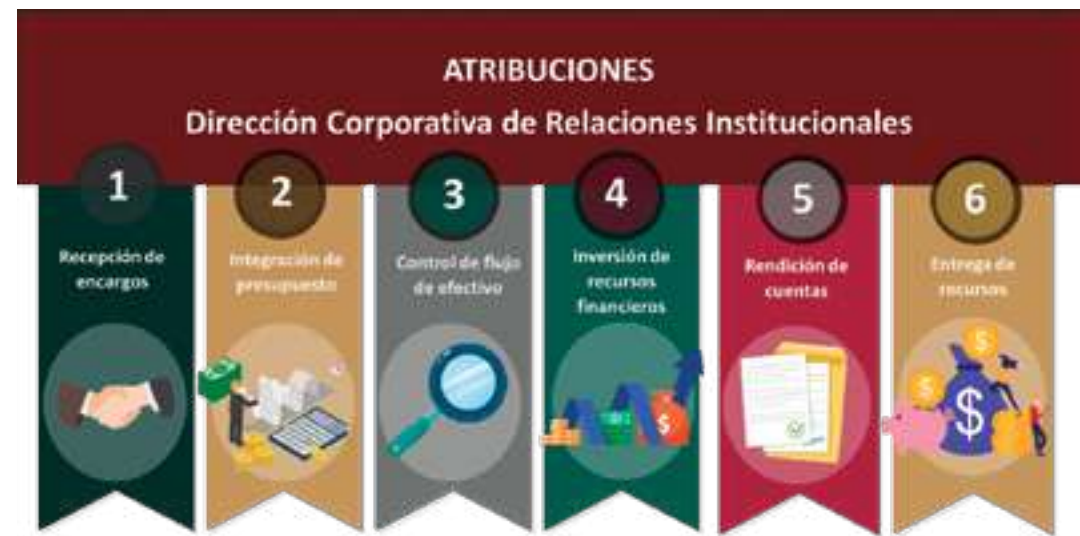 ATRIBUCIONES
Dirección Corporativa de Relaciones Institucionales
1
Recepción de
encargos
2
Integración de
presupuesto
3
Control de flujo
de efectivo
4
Inversión de
recursos
financieros
$
5
Rendición de
cuentas
6
Entrega de
recursos
$
$
$